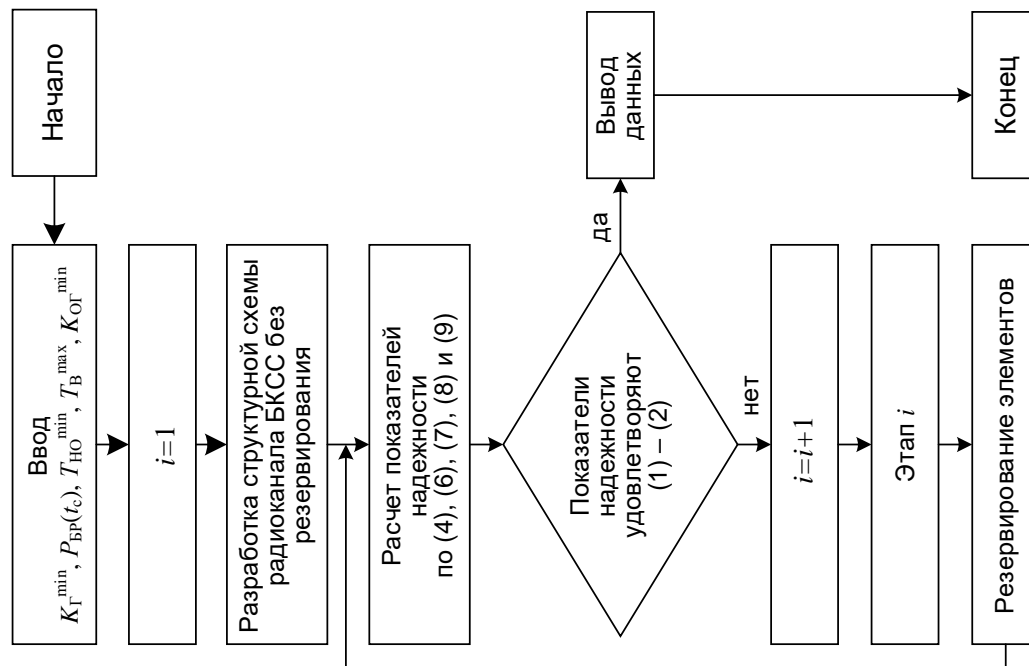 Начало
Ввод
K_Г^min, P_БР(t_с), T_НО^min, T_В^max, K_ОГ^min
i=1
Разработка структурной схемы
радиоканала БКСС без
резервирования
Расчет показателей
надежности
по (4), (6), (7), (8) и (9)
Показатели
надежности
удовлетворяют
(1) – (2)
да
Вывод
данных
Конец
нет
i=i+1
Этап i
Резервирование элементов